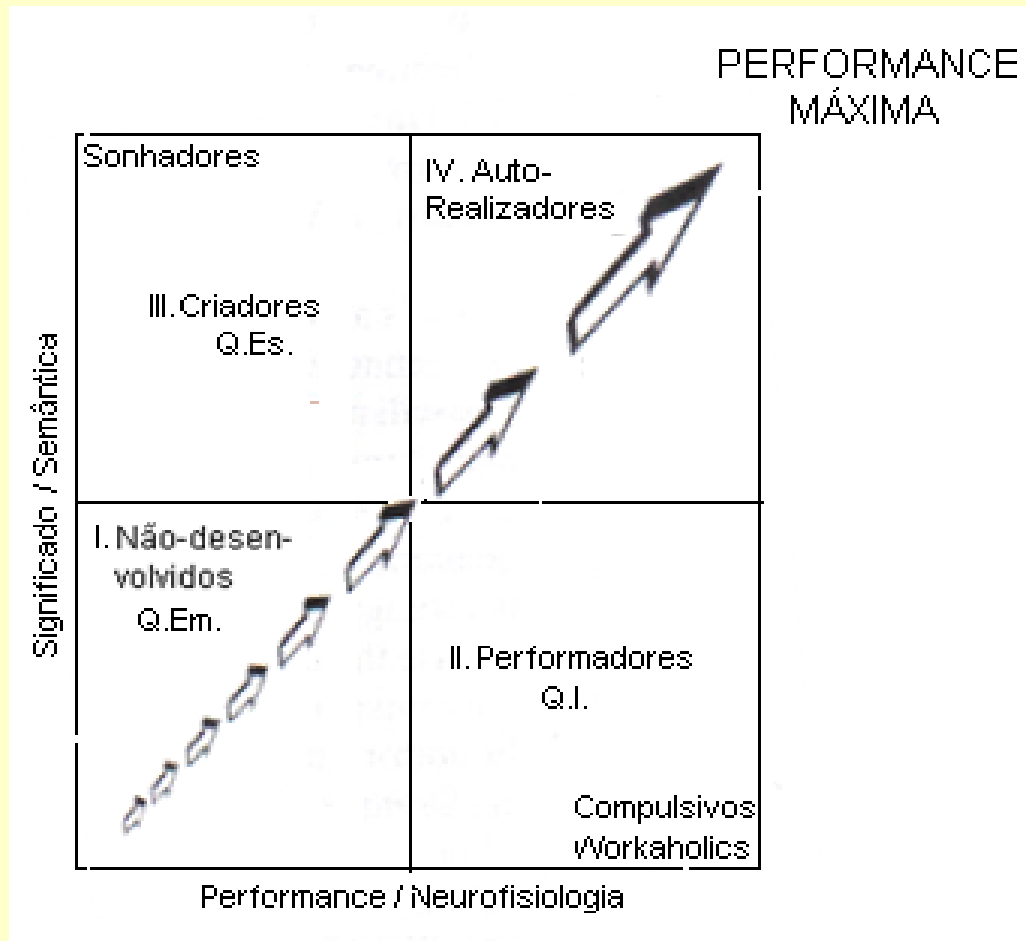 PERFORMANCE
MÁXIMA
Sonhadores
IV. Auto-
Realizadores
III. Criadores
Q.Es.
Significado / Semântica
I. Não-desen-
volvidos
Q.Em.
II. Performadores
Q.I.
Compulsivos
Workaholics
Performance / Neurofisiologia